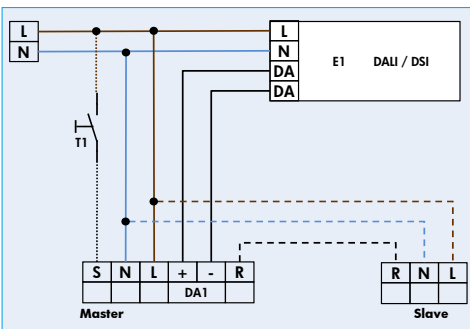 L
N
L
N
DA
DA
E1 DALI / DSI
T1
S N L + - R
DA1
Master
R N L
Slave